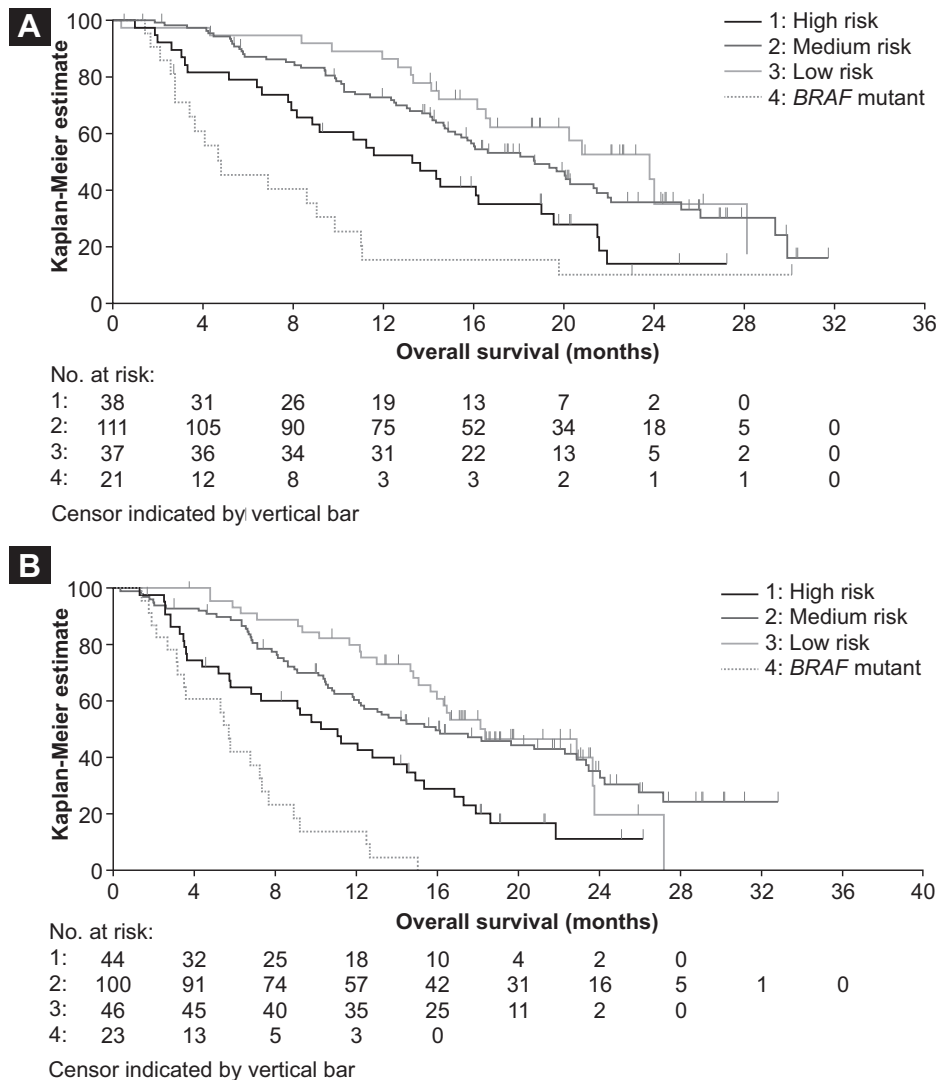 A
1: High risk
2: Medium risk
3: Low risk
4: BRAF mutant
Kaplan-Meier estimate
100
80
60
40
20
0
0 4 8 12 16 20 24 28 32 36
Overall survival (months)
No. at risk:
1: 38 31 26 19 13 7 2 0
2: 111 105 90 75 52 34 18 5 0
3: 37 36 34 31 22 13 5 2 0
4: 21 12 8 3 3 2 1 1 0
Censor indicated by vertical bar
B
1: High risk
2: Medium risk
3: Low risk
4: BRAF mutant
Kaplan-Meier estimate
100
80
60
40
20
0
0 4 8 12 16 20 24 28 32 36 40
Overall survival (months)
No. at risk:
1: 44 32 25 18 10 4 2 0
2: 100 91 74 57 42 31 16 5 1 0
3: 46 45 40 35 25 11 2 0
4: 23 13 5 3 0
Censor indicated by vertical bar